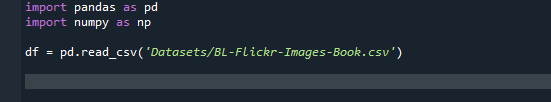 import pandas as pd
import numpy as np
df = pd.read_csv('Datasets/BL-Flickr-Images-Book.csv')